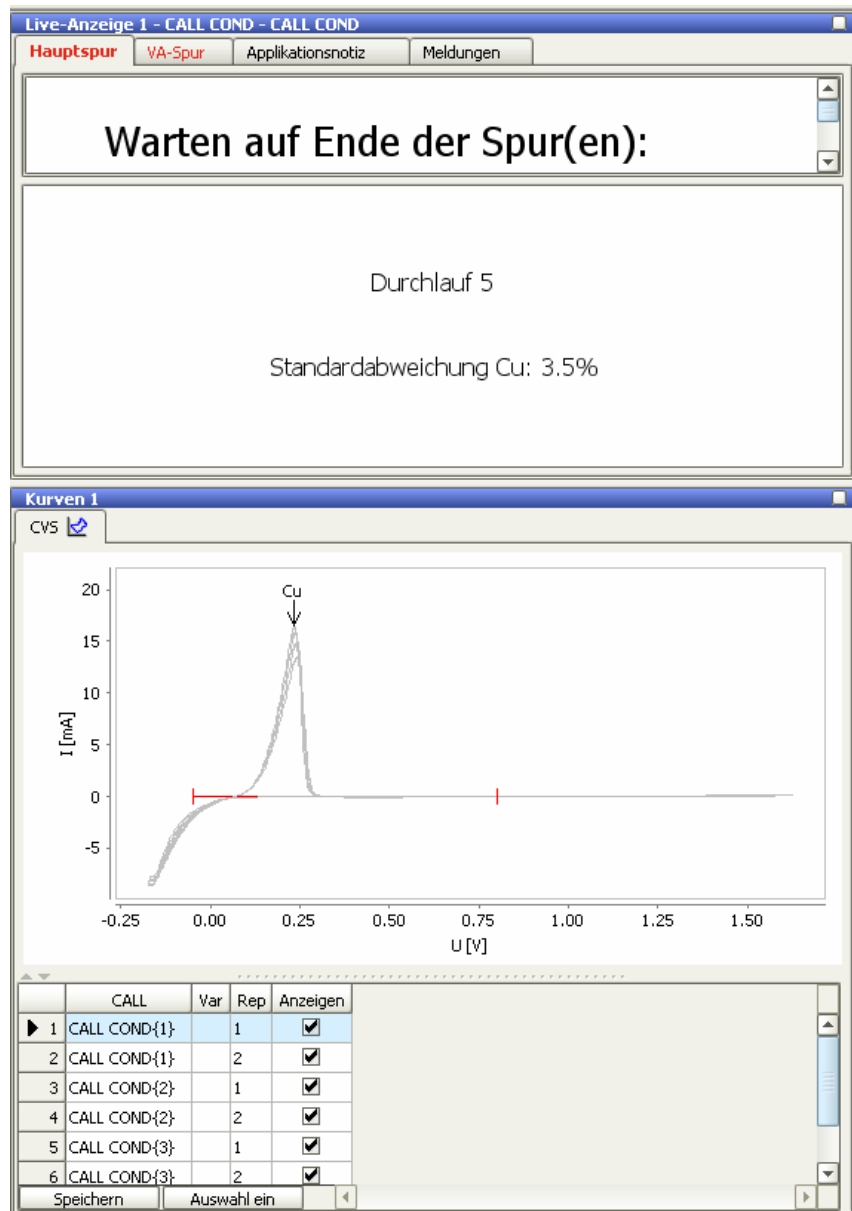 Live-Anzeige 1 - CALL COND - CALL COND
Hauptspur VA-Spur Applikationsnotiz Meldungen
Warten auf Ende der Spur(en):
Durchlauf 5
Standardabweichung Cu: 3.5%
Kurven 1
CVS
Cu
20
15
10
5
0
-5
I [mA]
-0.25 0.00 0.25 0.50 0.75 1.00 1.25 1.50
U [V]
CALL Var Rep Anzeigen
1 CALL COND{1} 1
2 CALL COND{1} 2
3 CALL COND{2} 1
4 CALL COND{2} 2
5 CALL COND{3} 1
6 CALL COND{3} 2
Speichern Auswahl ein